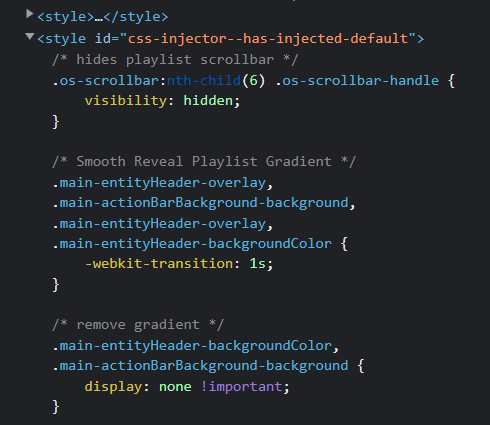 ▶<style>…</style>
▼<style id="css-injector--has-injected-default">
/* hides playlist scrollbar */
.os-scrollbar:nth-child(6) .os-scrollbar-handle {
visibility: hidden;
}
/* Smooth Reveal Playlist Gradient */
.main-entityHeader-overlay,
.main-actionBarBackground-background,
.main-entityHeader-overlay,
.main-entityHeader-backgroundColor {
-webkit-transition: 1s;
}
/* remove gradient */
.main-entityHeader-backgroundColor,
.main-actionBarBackground-background {
display: none !important;
}